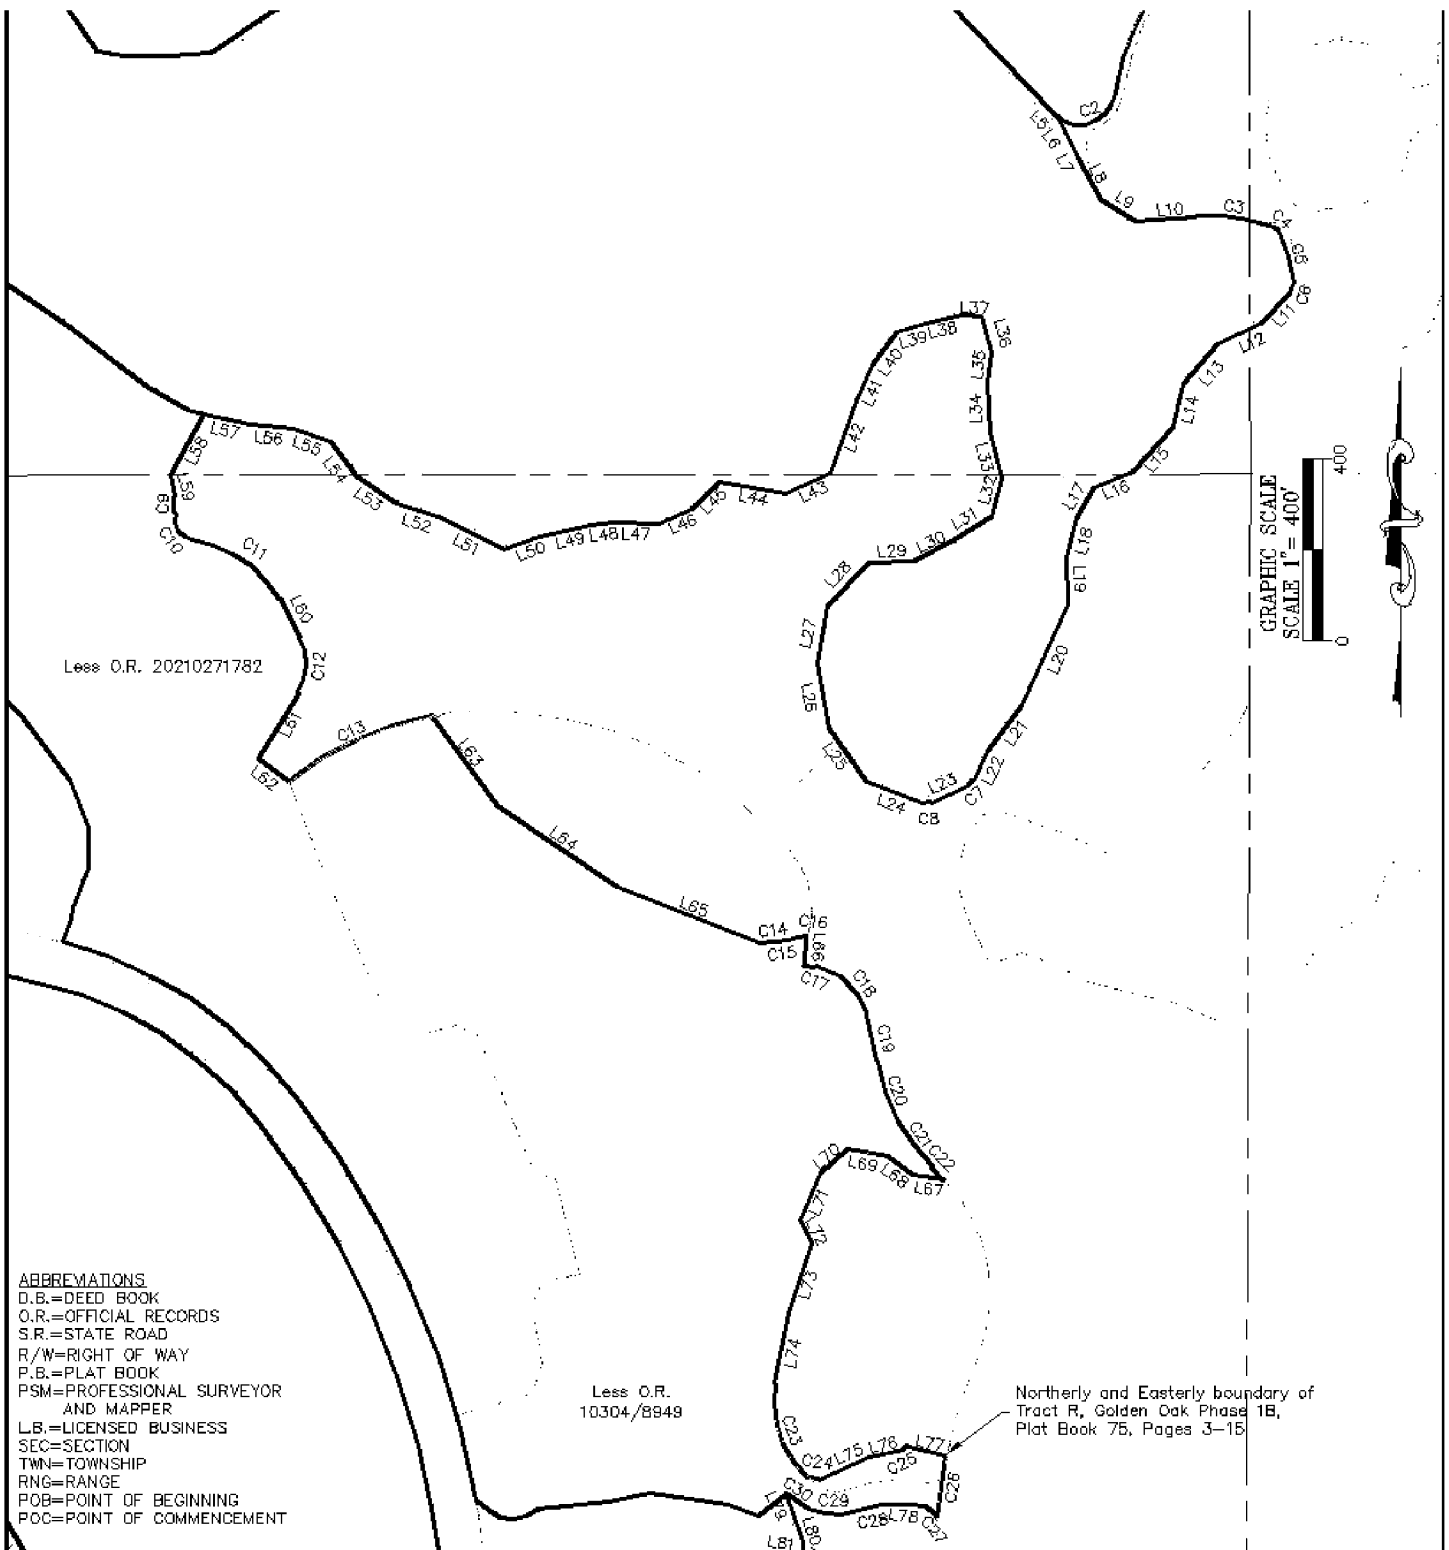 C2
L5
L6
L7
L8
L9
L10
C3
C4
C5
C6
L11
L12
L13
L14
L15
L16
L17
L18
L19
L20
L21
L22
C7
L23
C8
L24
L25
L26
L27
L28
L29
L30
L31
L32
L33
L34
L35
L36
L37
L38
L39
L40
L41
L42
L43
L44
L45
L46
L47
L48
L49
L50
L51
L52
L53
L54
L55
L56
L57
L58
L59
C9
C10
C11
L60
C12
L61
L62
C13
L63
L64
L65
C14
C15
C16
L66
C17
C18
C19
C20
C21
C22
L67
L68
L69
L70
L71
L72
L73
L74
C23
C24
L75
L76
C25
L77
C26
C27
L78
C28
C29
C30
L79
L80
L81
GRAPHIC SCALE
SCALE 1"= 400'
0
400
Less O.R. 20210271782
Less O.R.
10304/8949
Northerly and Easterly boundary of
Tract R, Golden Oak Phase 1B,
Plat Book 75, Pages 3-15
ABBREVIATIONS
D.B.=DEED BOOK
O.R.=OFFICIAL RECORDS
S.R.=STATE ROAD
R/W=RIGHT OF WAY
P.B.=PLAT BOOK
PSM=PROFESSIONAL SURVEYOR
AND MAPPER
L.B.=LICENSED BUSINESS
SEC=SECTION
TWN=TOWNSHIP
RNG=RANGE
POB=POINT OF BEGINNING
POC=POINT OF COMMENCEMENT